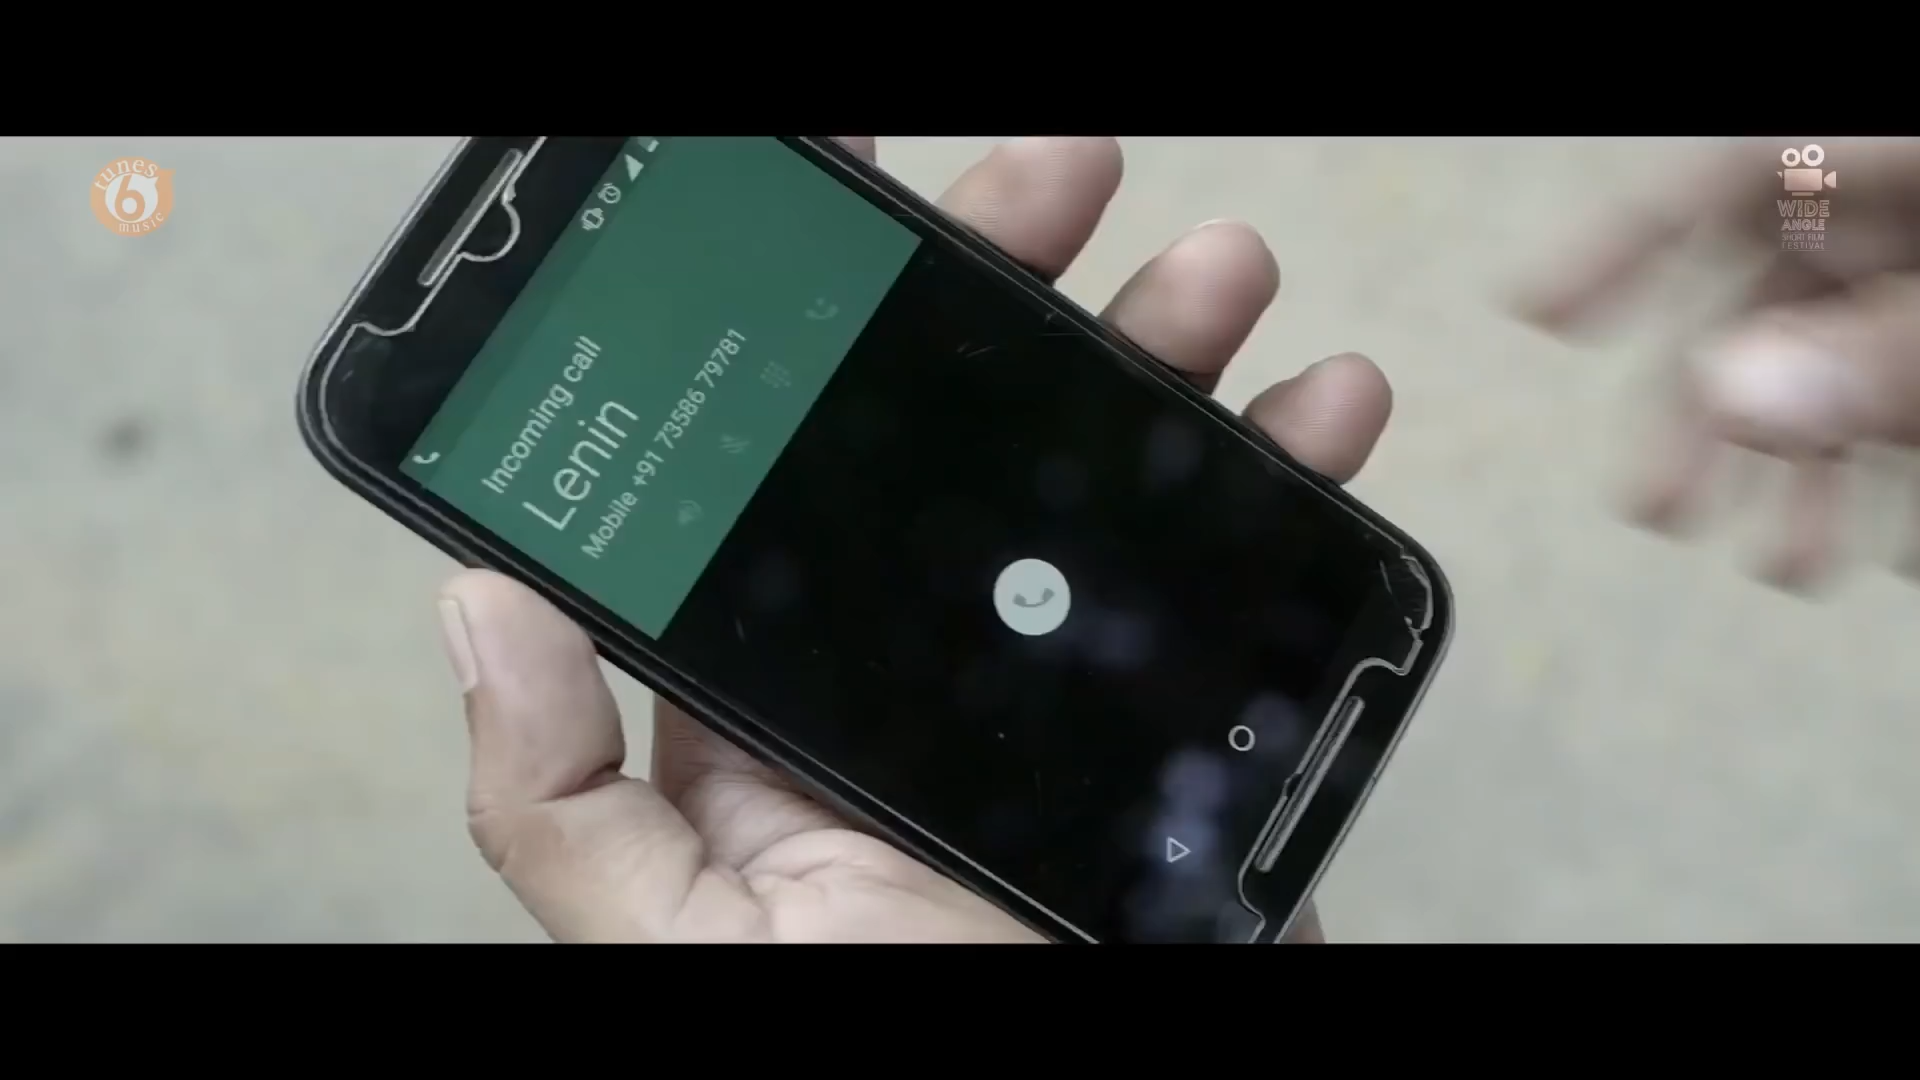 tunes
6
music
WIDE
ANGLE
SHORT FILM
FESTIVAL
Incoming call
Lenin
Mobile +91 73586 79781